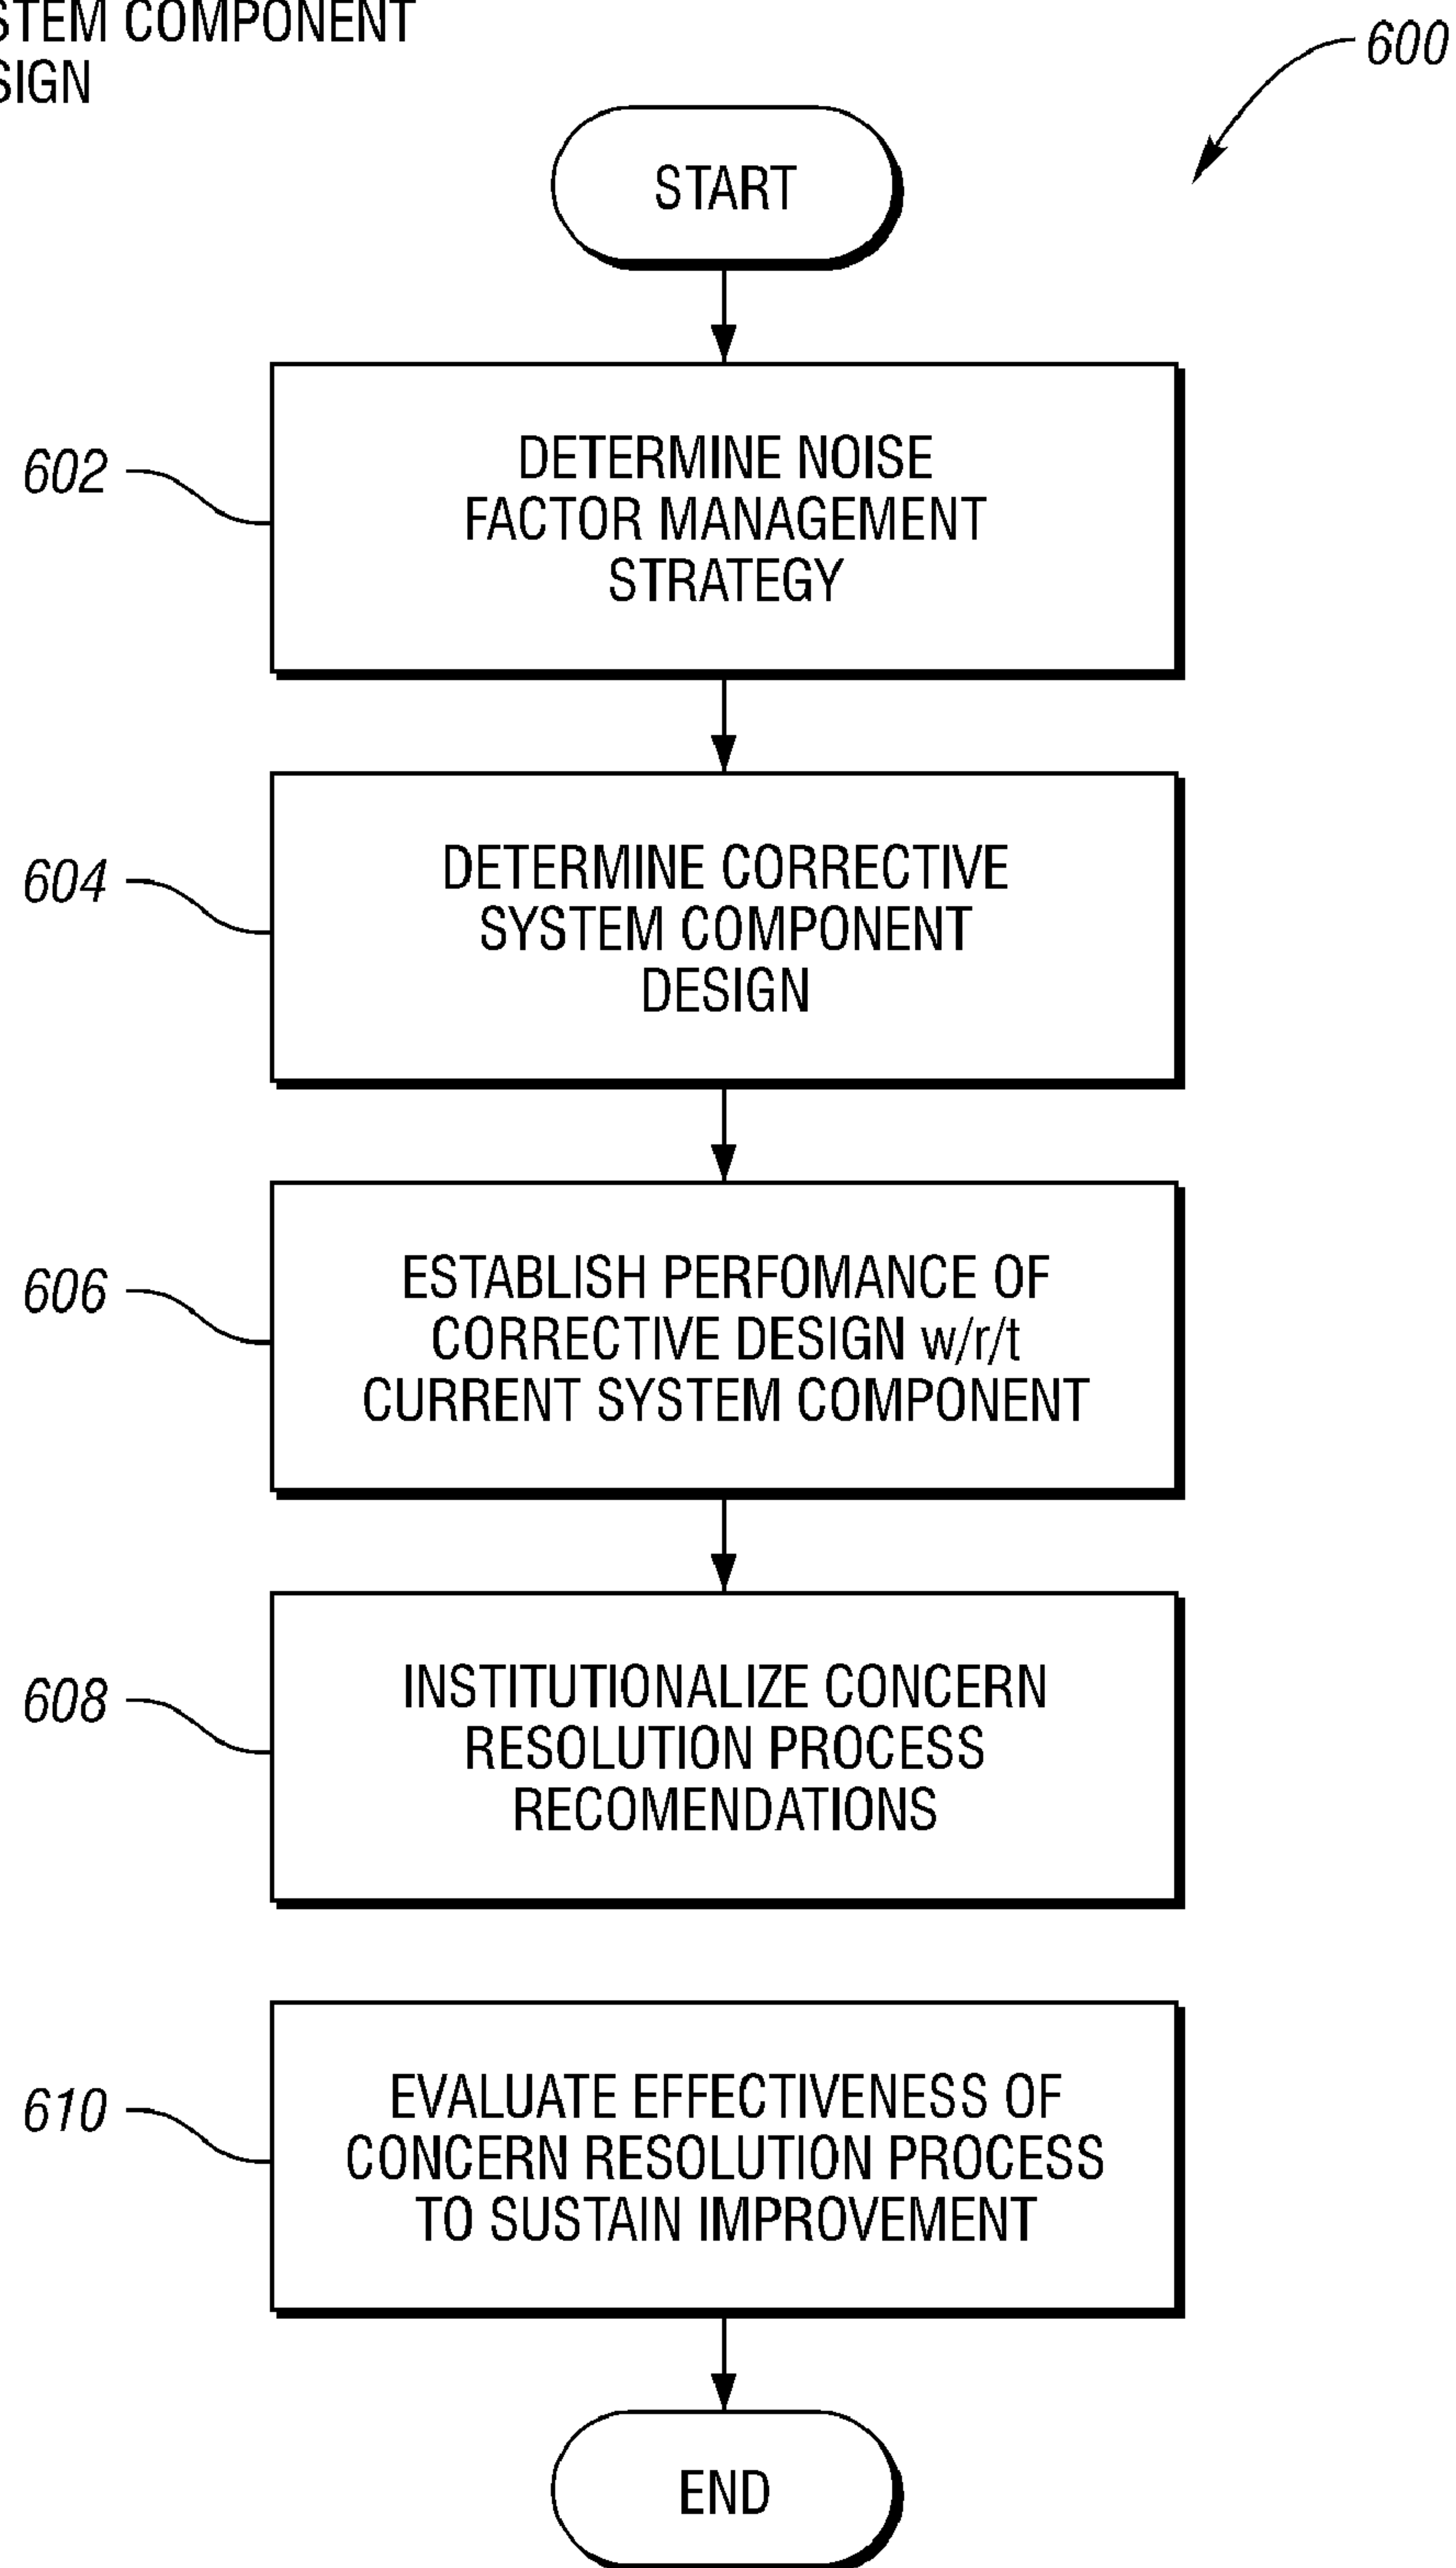 STEM COMPONENT
SIGN
600
START
602
DETERMINE NOISE
FACTOR MANAGEMENT
STRATEGY
604
DETERMINE CORRECTIVE
SYSTEM COMPONENT
DESIGN
606
ESTABLISH PERFOMANCE OF
CORRECTIVE DESIGN w/r/t
CURRENT SYSTEM COMPONENT
608
INSTITUTIONALIZE CONCERN
RESOLUTION PROCESS
RECOMENDATIONS
610
EVALUATE EFFECTIVENESS OF
CONCERN RESOLUTION PROCESS
TO SUSTAIN IMPROVEMENT
END